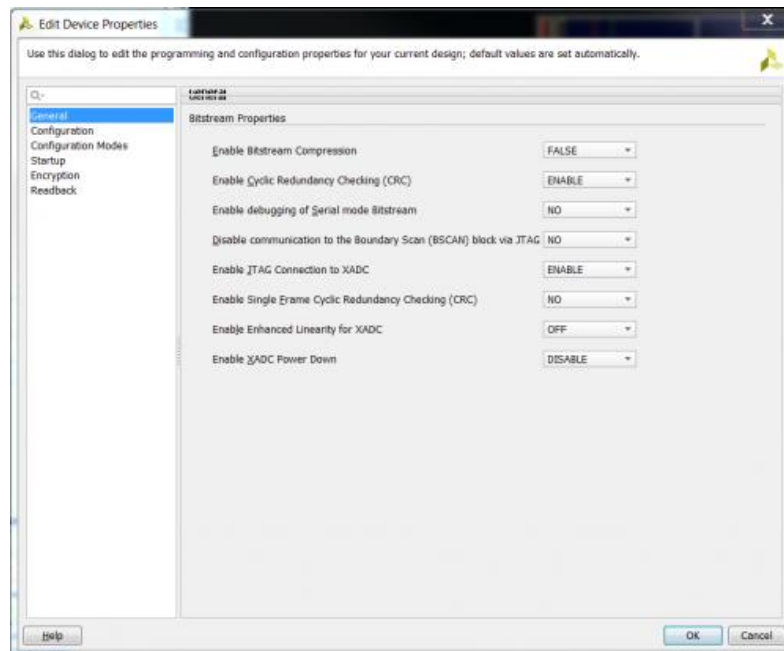 Edit Device Properties
Use this dialog to edit the programming and configuration properties for your current design; default values are set automatically.
General
Configuration
Configuration Modes
Startup
Encryption
Readback
General
Bitstream Properties
Enable Bitstream Compression FALSE
Enable Cyclic Redundancy Checking (CRC) ENABLE
Enable debugging of Serial mode Bitstream NO
Disable communication to the Boundary Scan (BSCAN) block via JTAG NO
Enable JTAG Connection to XADC ENABLE
Enable Single Frame Cyclic Redundancy Checking (CRC) NO
Enable Enhanced Linearity for XADC OFF
Enable XADC Power Down DISABLE
Help OK Cancel